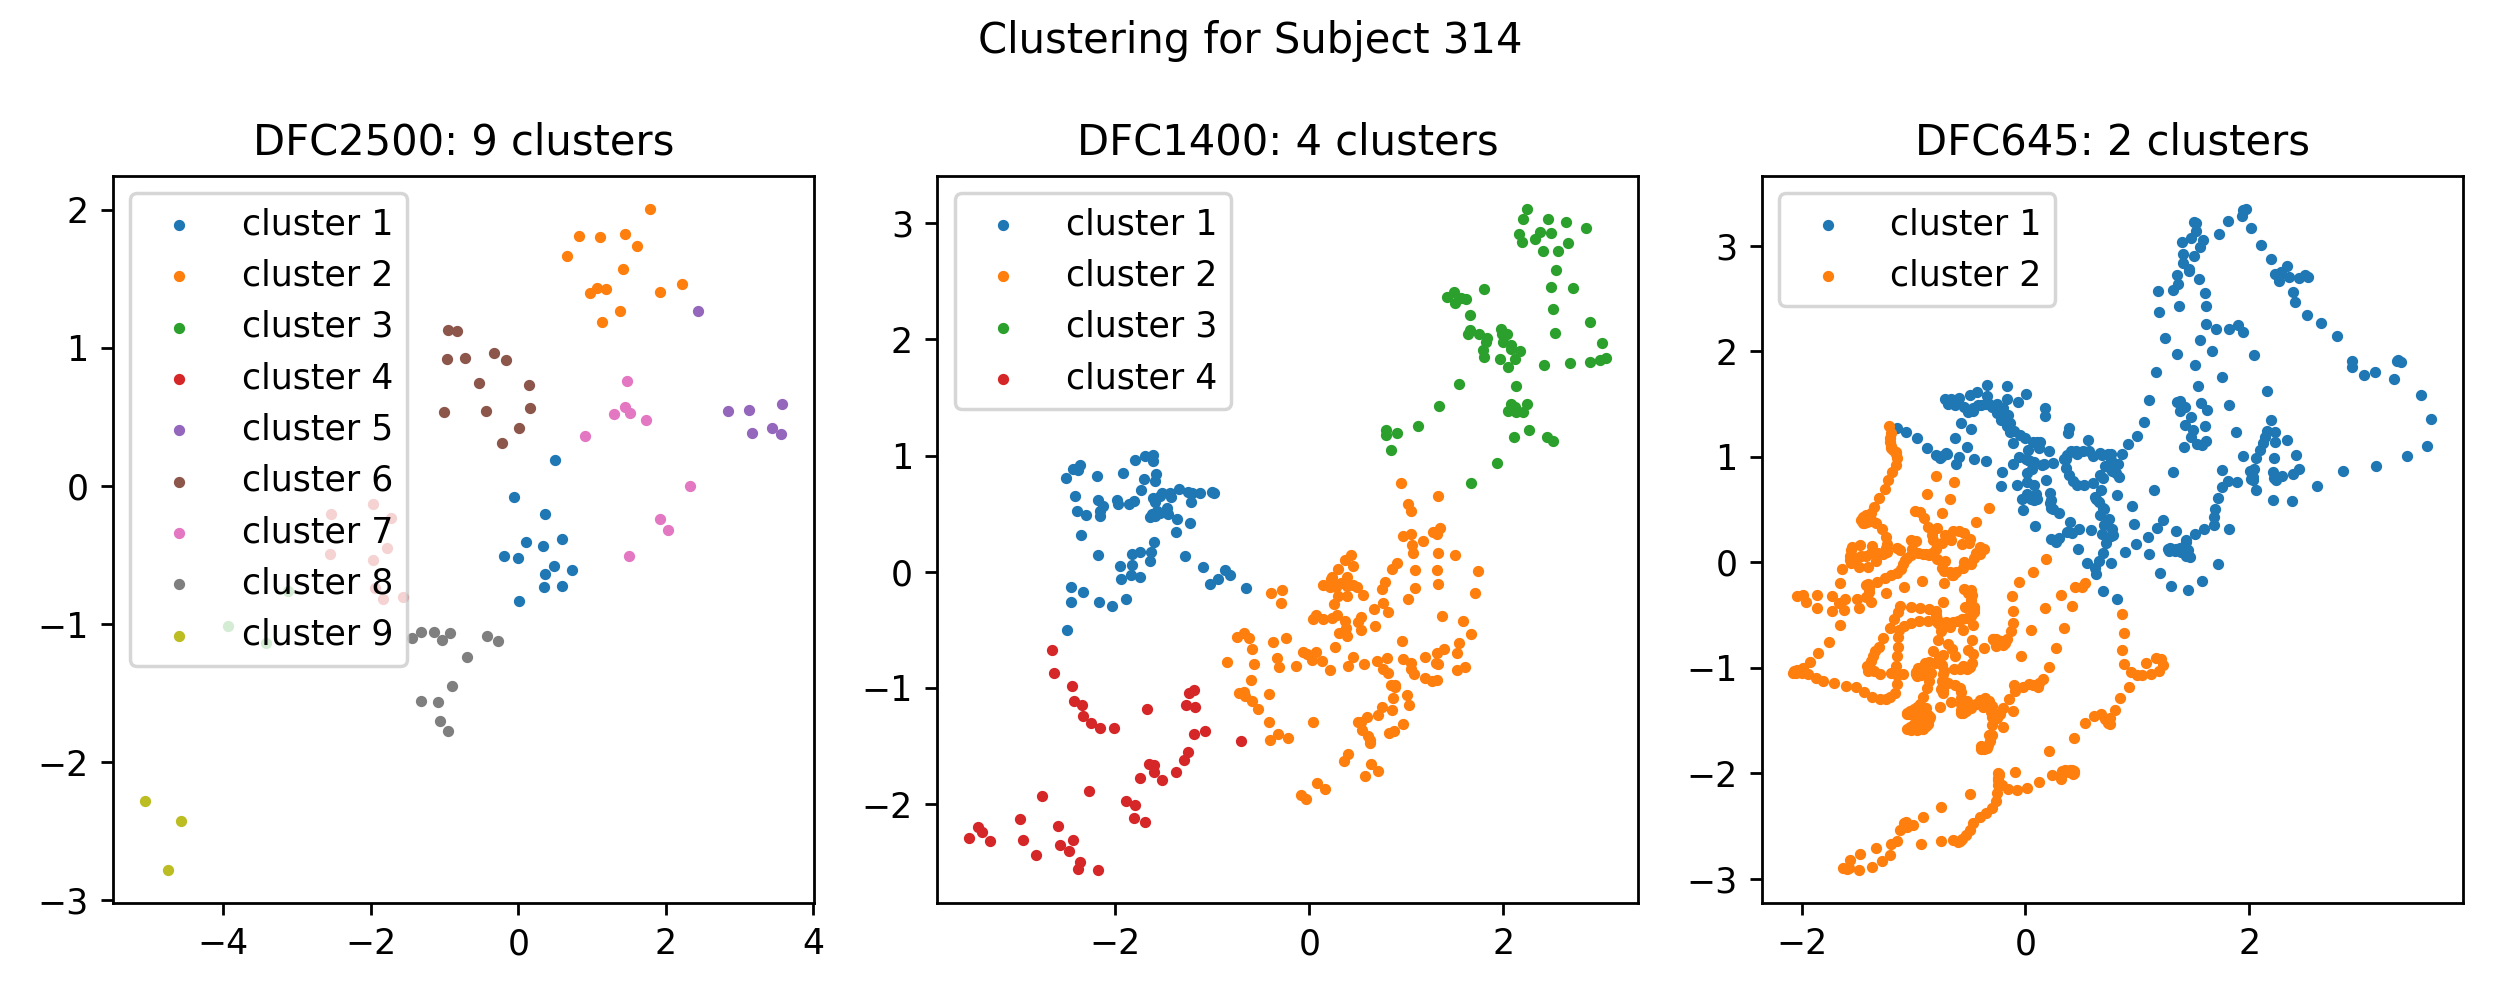 Clustering for Subject 314
DFC2500: 9 clusters
2
1
0
−1
−2
−3
−4
−2
0
2
4
cluster 1
cluster 2
cluster 3
cluster 4
cluster 5
cluster 6
cluster 7
cluster 8
cluster 9
DFC1400: 4 clusters
3
2
1
0
−1
−2
−2
0
2
cluster 1
cluster 2
cluster 3
cluster 4
DFC645: 2 clusters
3
2
1
0
−1
−2
−3
−2
0
2
cluster 1
cluster 2